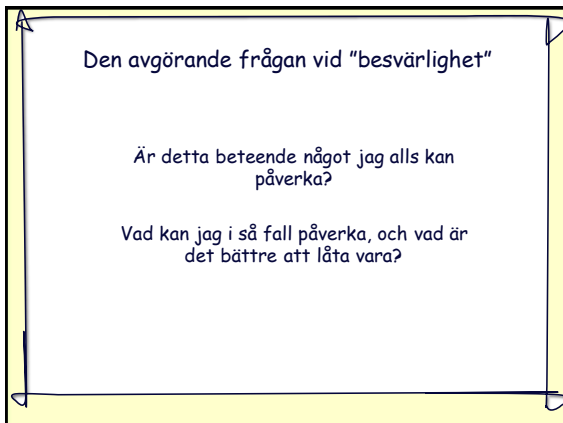 Den avgörande frågan vid ”besvärlighet”
Är detta beteende något jag alls kan
påverka?
Vad kan jag i så fall påverka, och vad är
det bättre att låta vara?